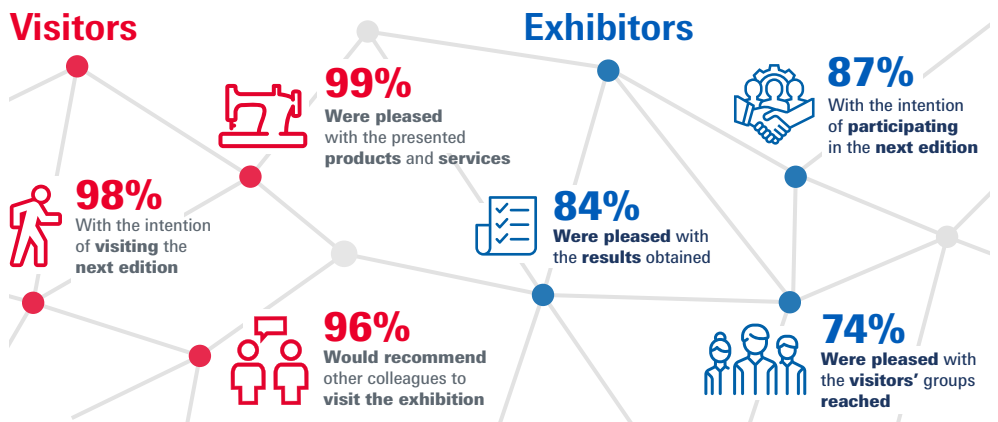 Visitors
99%
Were pleased
with the presented
products and services
98%
With the intention
of visiting the
next edition
96%
Would recommend
other colleagues to
visit the exhibition
Exhibitors
87%
With the intention
of participating
in the next edition
84%
Were pleased with
the results obtained
74%
Were pleased with
the visitors’ groups
reached